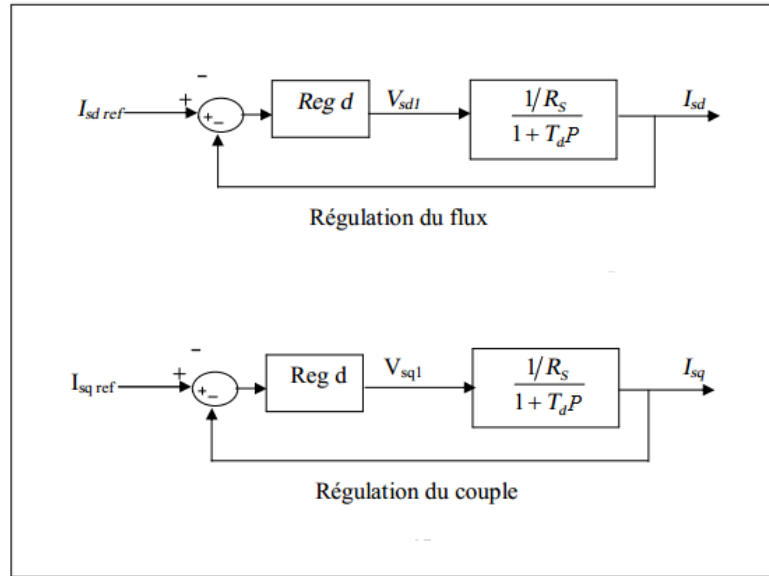 −
I_sd ref + +− Reg d V_sd1 1/R_S I_sd
1 + T_d P
−
Régulation du flux
−
I_sq ref + +− Reg d V_sq1 1/R_S I_sq
1 + T_d P
−
Régulation du couple